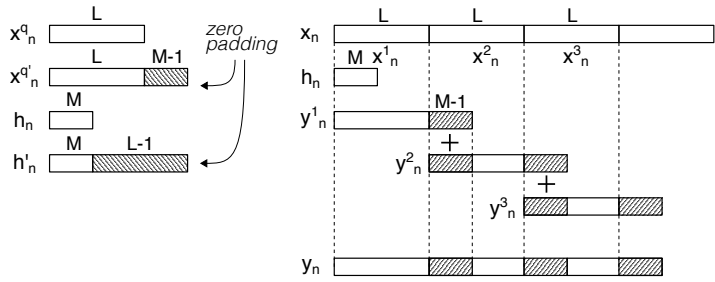 L
x^q_n
zero
padding
L M-1
x^q'_n
M
h_n
M L-1
h'_n
L L L
x_n
M x^1_n x^2_n x^3_n
h_n
M-1
y^1_n
+
y^2_n
+
y^3_n
y_n